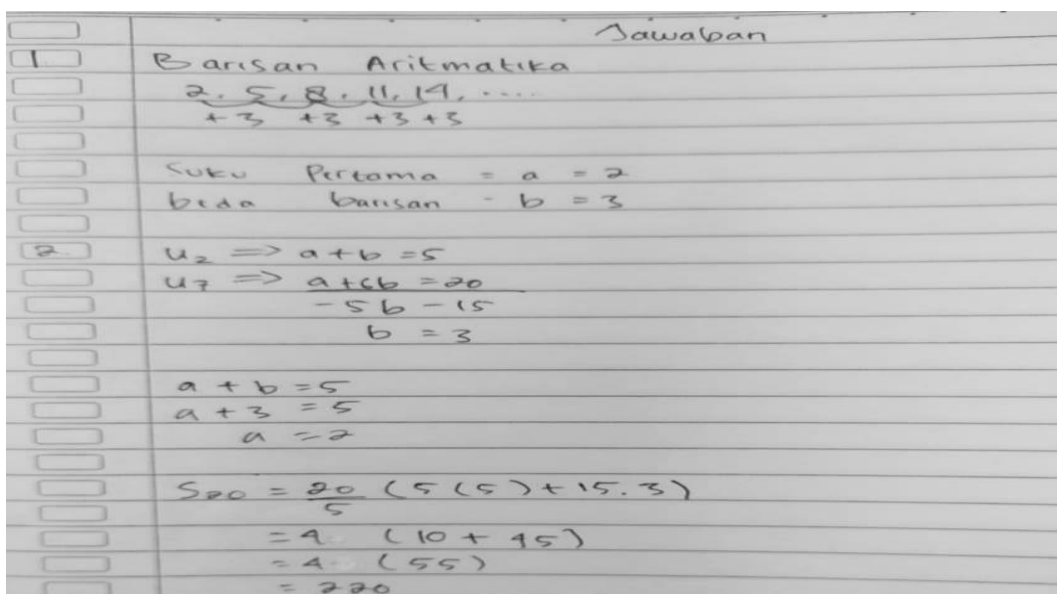 Jawaban
1. Barisan Aritmatika
2, 5, 8, 11, 14, ....
+3 +3 +3 +3
Suku Pertama = a = 2
beda barisan = b = 3
2. U2 => a+b = 5
U7 => a+6b = 20
-5b -15
b = 3
a + b = 5
a + 3 = 5
a = 2
S20 = 20/5 (5(5) + 15.3)
= 4 (10 + 45)
= 4 (55)
= 220